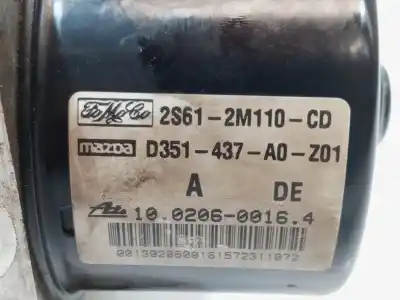 FoMoCo 2S61-2M110-CD
mazda D351-437-A0-Z01
A DE
Ate 10.0206-0016.4